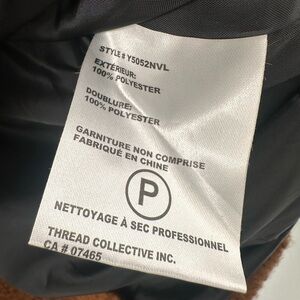 STYLE # Y5052NVL
EXTÉRIEUR:
100% POLYESTER
DOUBLURE:
100% POLYESTER
GARNITURE NON COMPRISE
FABRIQUÉ EN CHINE
P
NETTOYAGE À SEC PROFESSIONNEL
THREAD COLLECTIVE INC.
CA # 07465